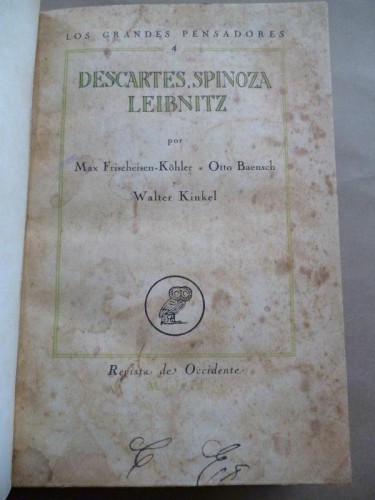 LOS GRANDES PENSADORES
4
DESCARTES, SPINOZA
LEIBNITZ
por
Max Frischeisen-Köhler - Otto Baensch
y
Walter Kinkel
Revista de Occidente